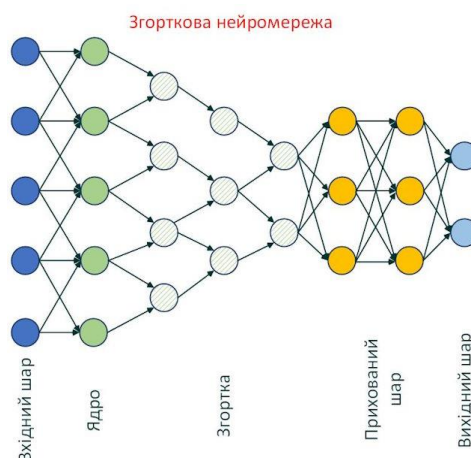 Згорткова нейромережа
Вхідний шар
Ядро
Згортка
Прихований
шар
Вихідний шар